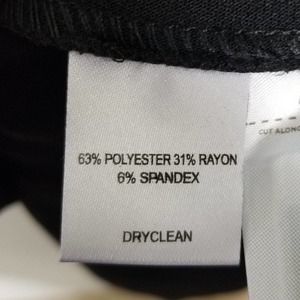 63% POLYESTER 31% RAYON
6% SPANDEX
DRYCLEAN
CUT ALONG